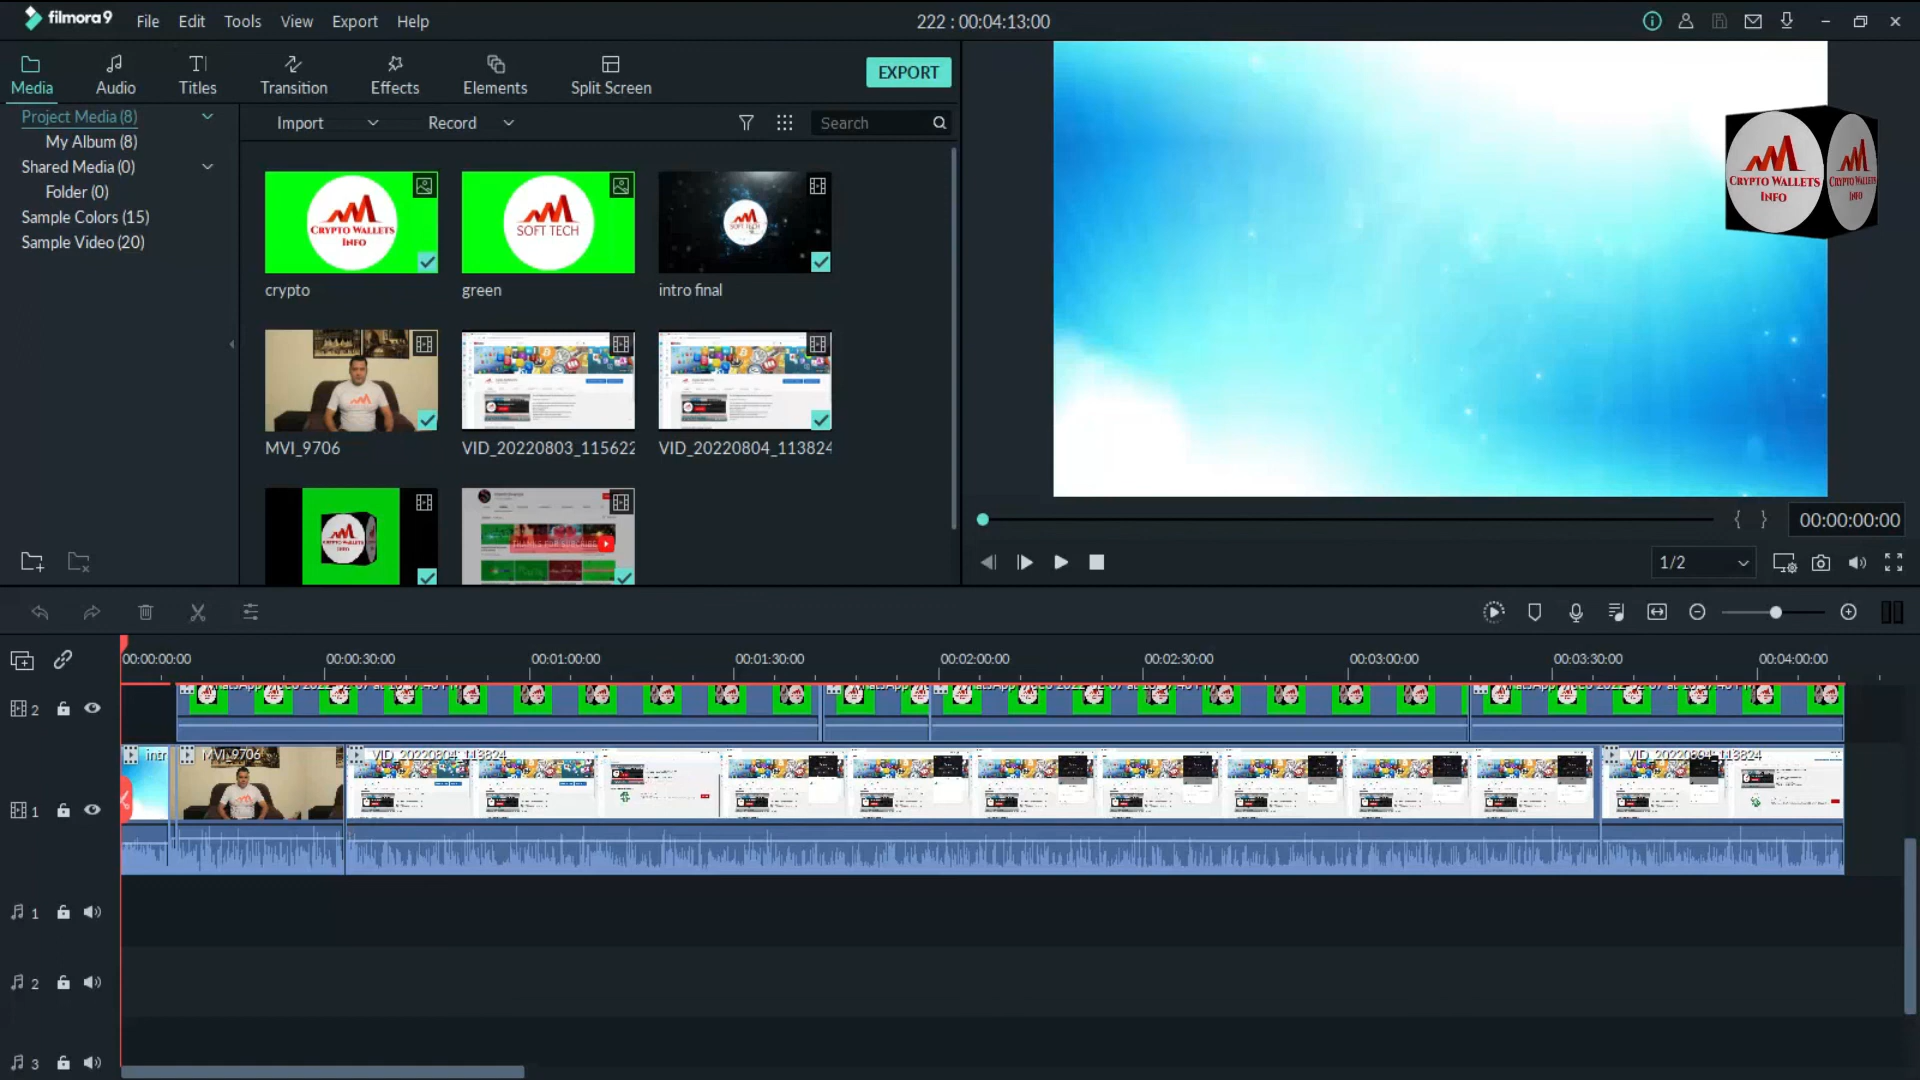 filmora9 File Edit Tools View Export Help 222 : 00:04:13:00
Media Audio Titles Transition Effects Elements Split Screen EXPORT
Project Media (8)
My Album (8)
Shared Media (0)
Folder (0)
Sample Colors (15)
Sample Video (20)
Import Record Search
CRYPTO WALLETS
INFO
SOFT TECH
SOFT TECH
crypto green intro final
MVI_9706 VID_20220803_115622 VID_20220804_113824
THANKS FOR SUBSCRIBE
CRYPTO WALLETS
INFO
CRYPTO WALLETS
INFO
{ } 00:00:00:00
1/2
00:00:00:00 00:00:30:00 00:01:00:00 00:01:30:00 00:02:00:00 00:02:30:00 00:03:00:00 00:03:30:00 00:04:00:00
2
intr MVI_9706 VID_20220804_113824 VID_20220804_113824
1
1
2
3